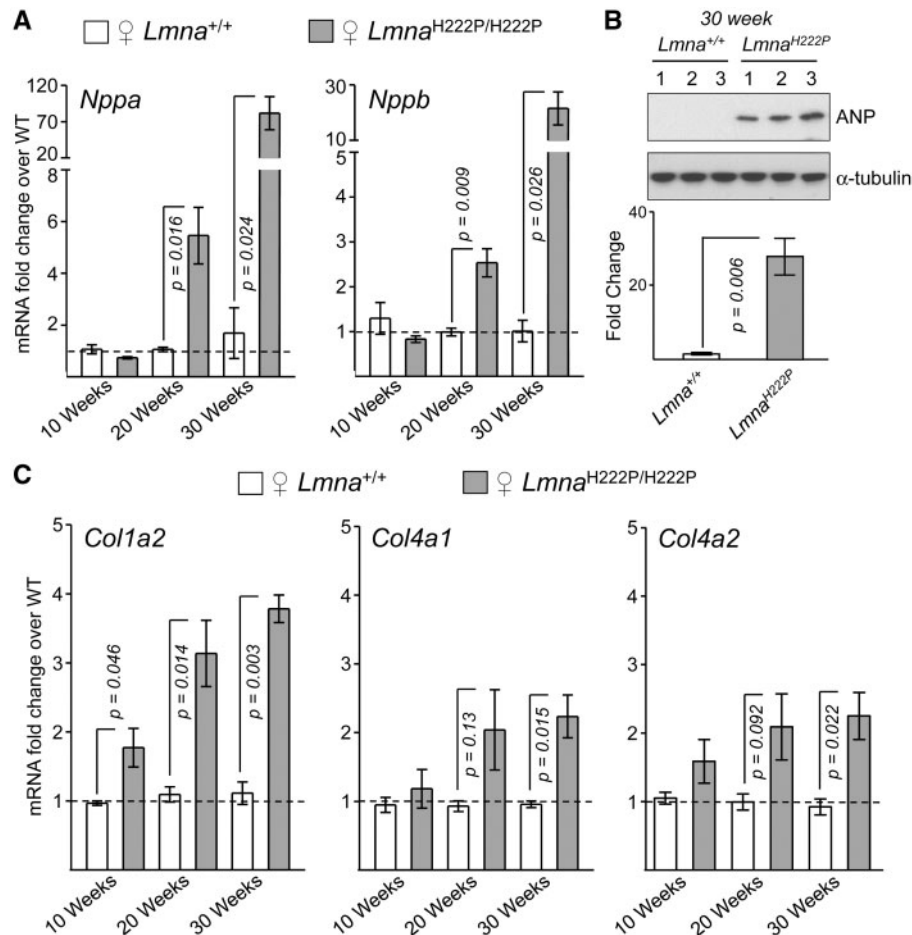 A
♀ Lmna+/+ ♀ LmnaH222P/H222P
mRNA fold change over WT
Nppa
120
70
20
8
6
4
2
p = 0.016
p = 0.024
10 Weeks
20 Weeks
30 Weeks
Nppb
30
10
5
4
3
2
1
p = 0.009
p = 0.026
10 Weeks
20 Weeks
30 Weeks
B
30 week
Lmna+/+ LmnaH222P
1 2 3 1 2 3
ANP
α-tubulin
Fold Change
40
20
p = 0.006
Lmna+/+
LmnaH222P
C
♀ Lmna+/+ ♀ LmnaH222P/H222P
mRNA fold change over WT
Col1a2
5
4
3
2
1
p = 0.046
p = 0.014
p = 0.003
10 Weeks
20 Weeks
30 Weeks
Col4a1
5
4
3
2
1
p = 0.13
p = 0.015
10 Weeks
20 Weeks
30 Weeks
Col4a2
5
4
3
2
1
p = 0.092
p = 0.022
10 Weeks
20 Weeks
30 Weeks